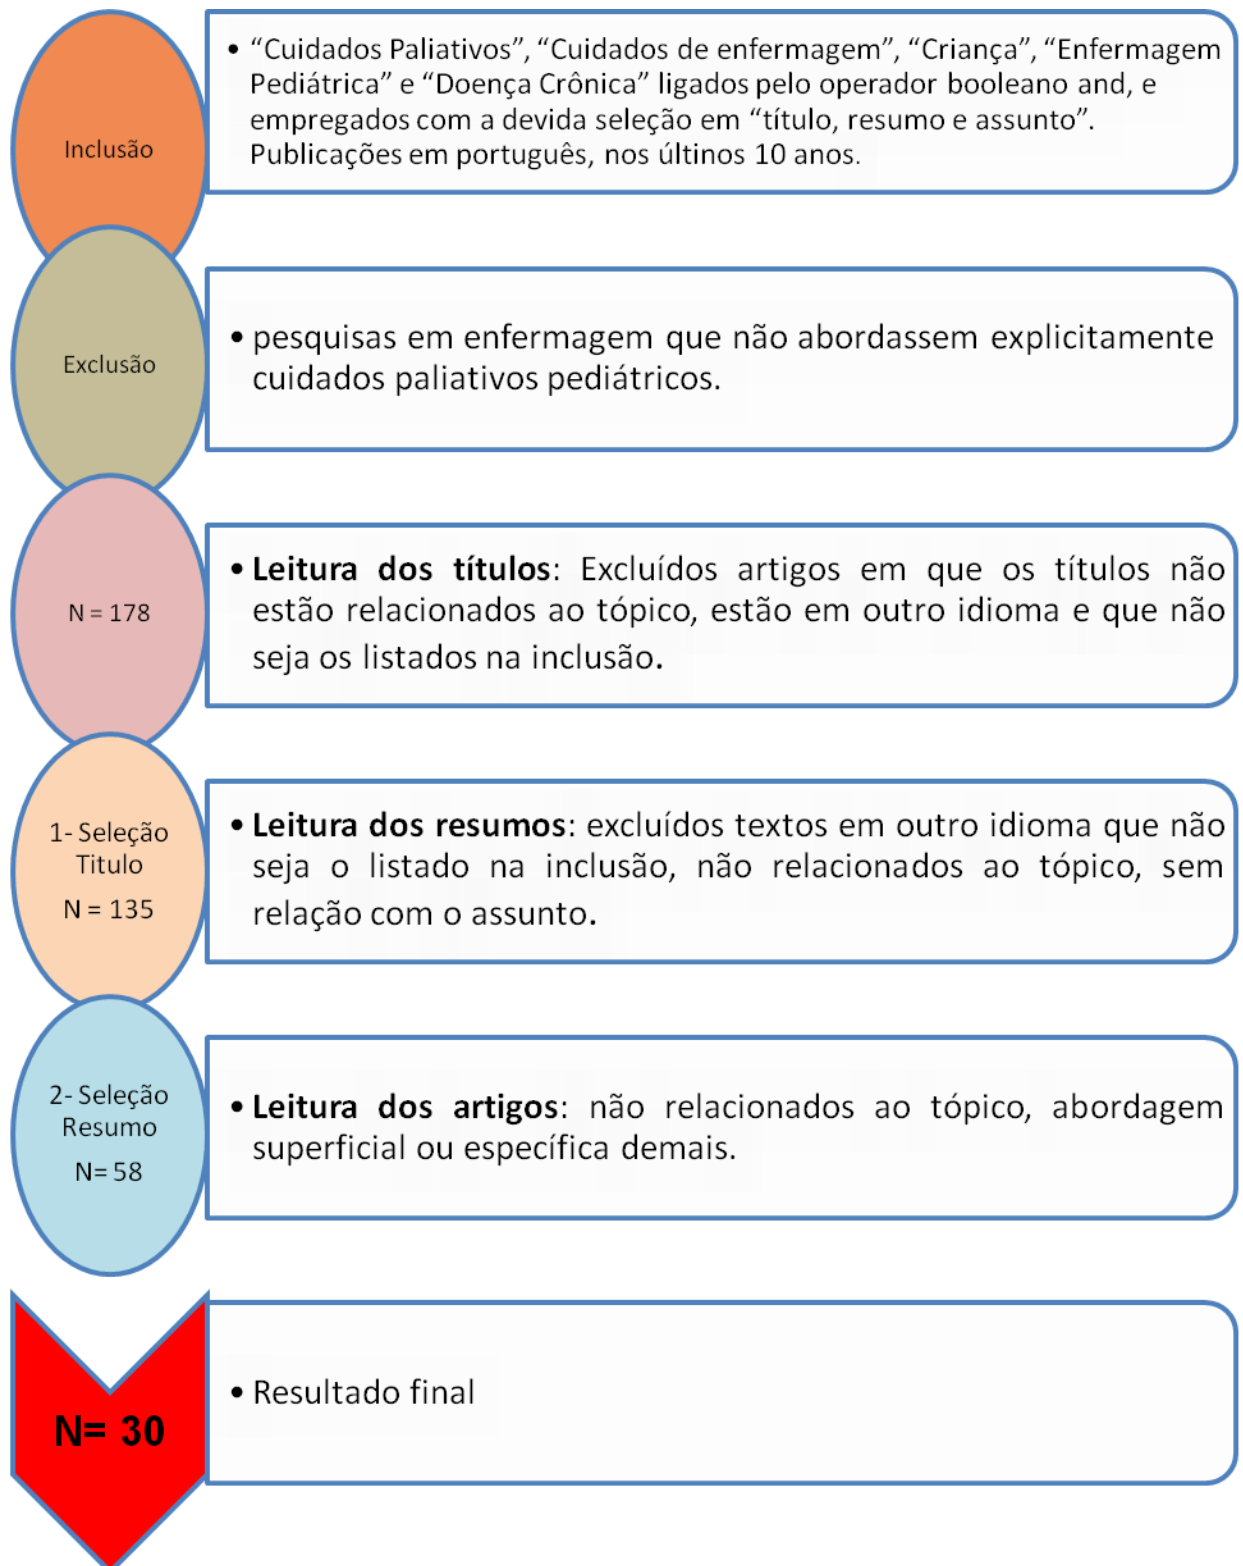 Inclusão
• “Cuidados Paliativos”, “Cuidados de enfermagem”, “Criança”, “Enfermagem
Pediátrica” e “Doença Crônica” ligados pelo operador booleano and, e
empregados com a devida seleção em “título, resumo e assunto”.
Publicações em português, nos últinos 10 anos.
Exclusão
• pesquisas em enfermagem que não abordassem explicitamente
cuidados paliativos pediátricos.
N = 178
• Leitura dos títulos: Excluídos artigos em que os títulos não
estão relacionados ao tópico, estão em outro idioma e que não
seja os listados na inclusão.
1- Seleção
Titulo
N = 135
• Leitura dos resumos: excluídos textos em outro idioma que não
seja o listado na inclusão, não relacionados ao tópico, sem
relação com o assunto.
2- Seleção
Resumo
N= 58
• Leitura dos artigos: não relacionados ao tópico, abordagem
superficial ou específica demais.
N= 30
• Resultado final